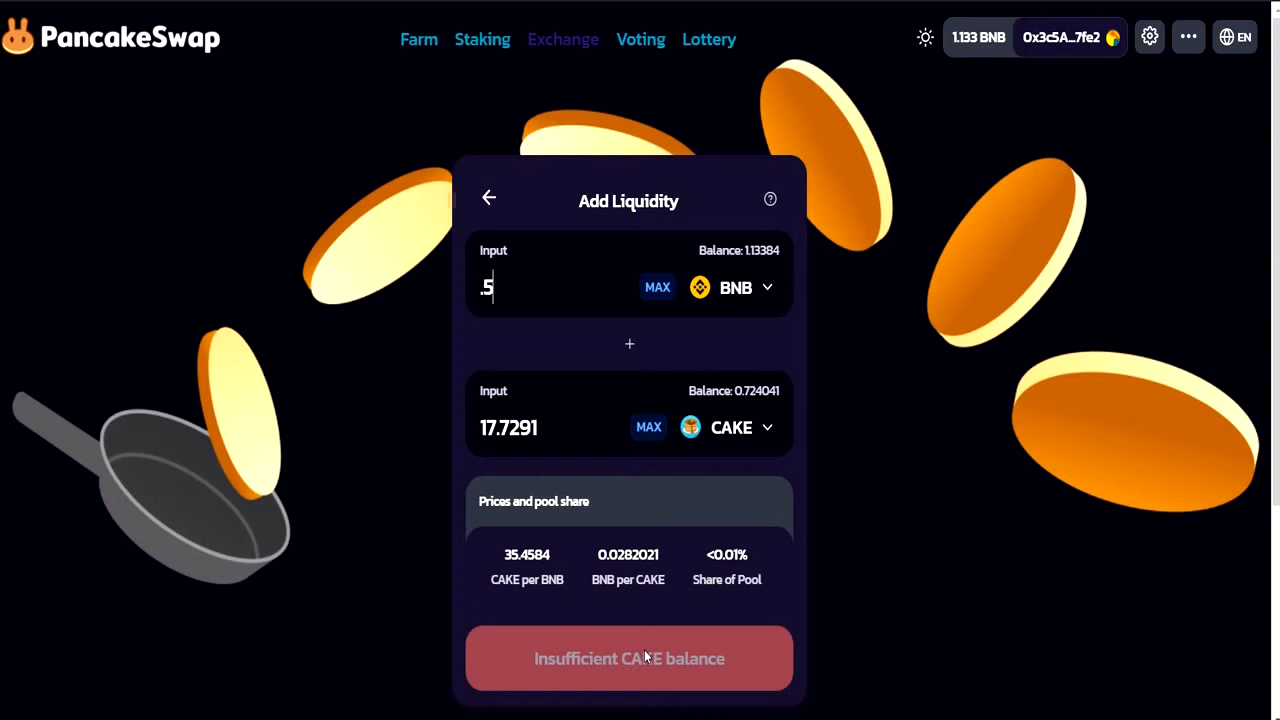 PancakeSwap Farm Staking Exchange Voting Lottery 1.133 BNB 0x3c5A...7fe2 EN
Add Liquidity
Input Balance: 1.13384
.5 MAX BNB
+
Input Balance: 0.724041
17.7291 MAX CAKE
Prices and pool share
35.4584 0.0282021 <0.01%
CAKE per BNB BNB per CAKE Share of Pool
Insufficient CAKE balance